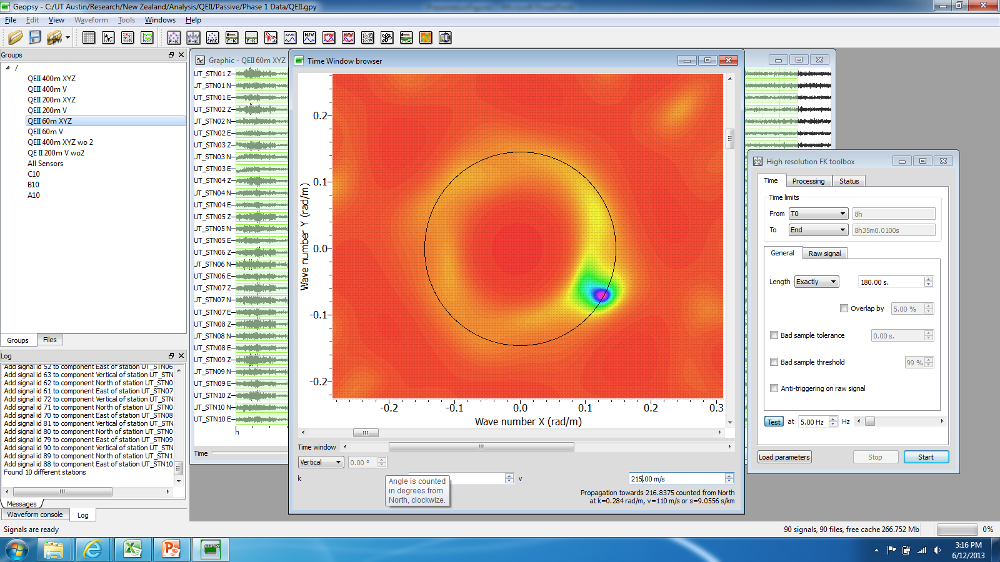 Geopsy - C:/UT Austin/Research/New Zealand/Analysis/QEII/Passive/Phase 1 Data/QEII.gpy
File Edit View Waveform Tools Windows Help
F-K F-K SPAC F-K F-K SPEC H/V
Groups
/
QEII 400m XYZ
QEII 400m V
QEII 200m XYZ
QEII 200m V
QEII 60m XYZ
QEII 60m V
QEII 400m XYZ wo 2
QE II 200m V wo2
All Sensors
C10
B10
A10
Groups Files
Log
Add signal id 52 to component East of station UT_STN06
Add signal id 63 to component Vertical of station UT_STN
Add signal id 62 to component North of station UT_STN0
Add signal id 61 to component East of station UT_STN07
Add signal id 72 to component Vertical of station UT_STN
Add signal id 71 to component North of station UT_STN0
Add signal id 70 to component East of station UT_STN08
Add signal id 81 to component Vertical of station UT_STN
Add signal id 80 to component North of station UT_STN0
Add signal id 79 to component East of station UT_STN09
Add signal id 90 to component Vertical of station UT_STN
Add signal id 89 to component North of station UT_STN1
Add signal id 88 to component East of station UT_STN10
Found 10 different stations
Messages
Waveform console Log
Signals are ready
Graphic - QEII 60m XYZ
UT_STN01 Z
UT_STN01 N
UT_STN01 E
UT_STN02 Z
UT_STN02 N
UT_STN02 E
UT_STN03 Z
UT_STN03 N
UT_STN03 E
UT_STN04 Z
UT_STN04 N
UT_STN04 E
UT_STN05 Z
UT_STN05 N
UT_STN05 E
UT_STN06 Z
UT_STN06 N
UT_STN06 E
UT_STN07 Z
UT_STN07 N
UT_STN07 E
UT_STN08 Z
UT_STN08 N
UT_STN08 E
UT_STN09 Z
UT_STN09 N
UT_STN09 E
UT_STN10 Z
UT_STN10 N
UT_STN10 E
h
Time
Time Window browser
Wave number Y (rad/m)
0.2
0.1
0.0
-0.1
-0.2
-0.2 -0.1 0.0 0.1 0.2 0.3
Wave number X (rad/m)
Time window
Vertical 0.00 °
k v 215.00 m/s
Angle is counted
in degrees from
North, clockwize.
Propagation towards 216.8375 counted from North
at k=0.284 rad/m, v=110 m/s or s=9.0556 s/km
High resolution FK toolbox
Time Processing Status
Time limits
From T0 8h
To End 8h35m0.0100s
General Raw signal
Length Exactly 180.00 s.
Overlap by 5.00 %
Bad sample tolerance 0.00 s.
Bad sample threshold 99 %
Anti-triggering on raw signal
Test at 5.00 Hz Hz
Load parameters Stop Start
90 signals, 90 files, free cache 266.752 Mb 0%
3:16 PM
6/12/2013